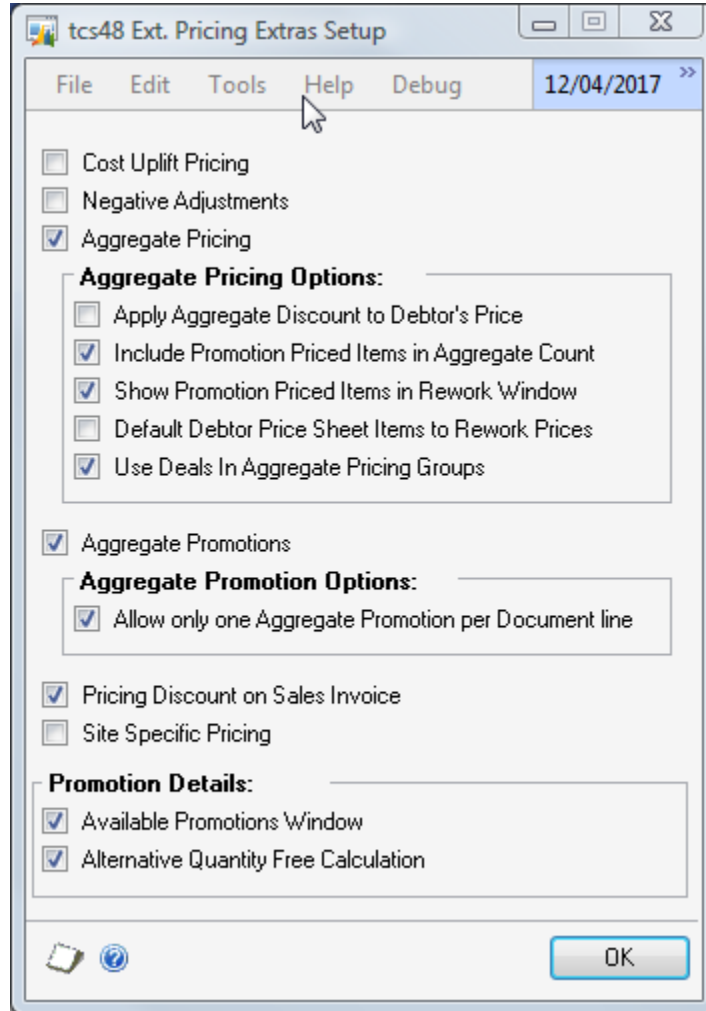 tcs48 Ext. Pricing Extras Setup
File Edit Tools Help Debug 12/04/2017 »
Cost Uplift Pricing
Negative Adjustments
Aggregate Pricing
Aggregate Pricing Options:
Apply Aggregate Discount to Debtor's Price
Include Promotion Priced Items in Aggregate Count
Show Promotion Priced Items in Rework Window
Default Debtor Price Sheet Items to Rework Prices
Use Deals In Aggregate Pricing Groups
Aggregate Promotions
Aggregate Promotion Options:
Allow only one Aggregate Promotion per Document line
Pricing Discount on Sales Invoice
Site Specific Pricing
Promotion Details:
Available Promotions Window
Alternative Quantity Free Calculation
OK